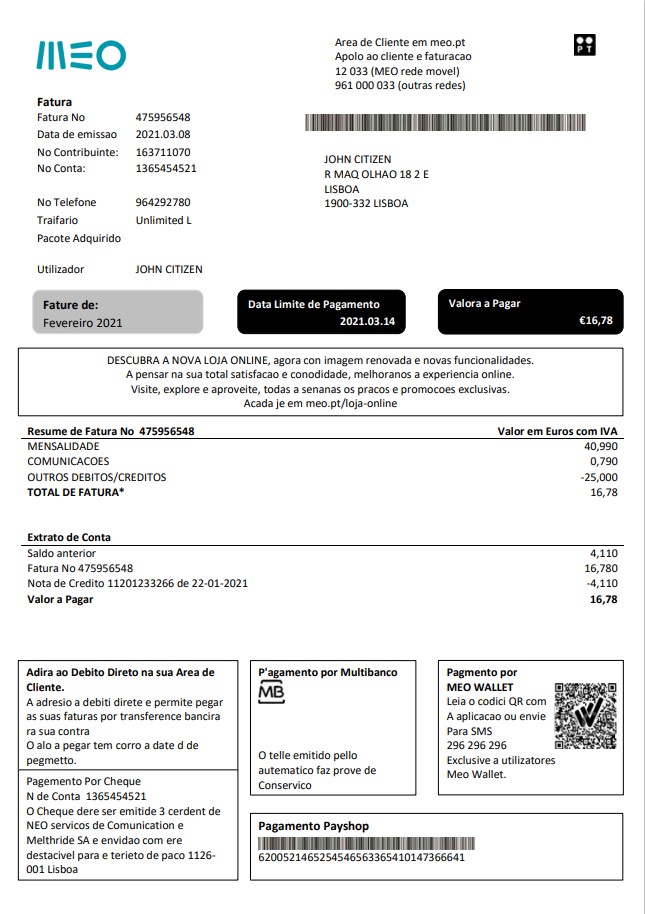 MEO
Area de Cliente em meo.pt
Apolo ao cliente e faturacao
12 033 (MEO rede movel)
961 000 033 (outras redes)
PT
Fatura
Fatura No 475956548
Data de emissao 2021.03.08
No Contribuinte: 163711070
No Conta: 1365454521
No Telefone 964292780
Traifario Unlimited L
Pacote Adquirido
Utilizador JOHN CITIZEN
JOHN CITIZEN
R MAQ OLHAO 18 2 E
LISBOA
1900-332 LISBOA
Fature de:
Fevereiro 2021
Data Limite de Pagamento
2021.03.14
Valora a Pagar
€16,78
DESCUBRA A NOVA LOJA ONLINE, agora con imagem renovada e novas funcionalidades.
A pensar na sua total satisfacao e conodidade, melhoranos a experiencia online.
Visite, explore e aproveite, todas a senanas os pracos e promocoes exclusivas.
Acada je em meo.pt/loja-online
Resume de Fatura No 475956548 Valor em Euros com IVA
MENSALIDADE 40,990
COMUNICACOES 0,790
OUTROS DEBITOS/CREDITOS -25,000
TOTAL DE FATURA* 16,78
Extrato de Conta
Saldo anterior 4,110
Fatura No 475956548 16,780
Nota de Credito 11201233266 de 22-01-2021 -4,110
Valor a Pagar 16,78
Adira ao Debito Direto na sua Area de
Cliente.
A adresio a debiti direte e permite pegar
as suas faturas por transference bancira
ra sua contra
O alo a pegar tem corro a date d de
pegmetto.
Pagemento Por Cheque
N de Conta 1365454521
O Cheque dere ser emitide 3 cerdent de
NEO servicos de Comunication e
Melthride SA e envidao com ere
destacivel para e terieto de paco 1126-
001 Lisboa
P'agamento por Multibanco
MB
O telle emitido pello
automatico faz prove de
Conservico
Pagmento por
MEO WALLET
Leia o codici QR com
A aplicacao ou envie
Para SMS
296 296 296
Exclusive a utilizatores
Meo Wallet.
Pagamento Payshop
62005214652545465633654101473666​41